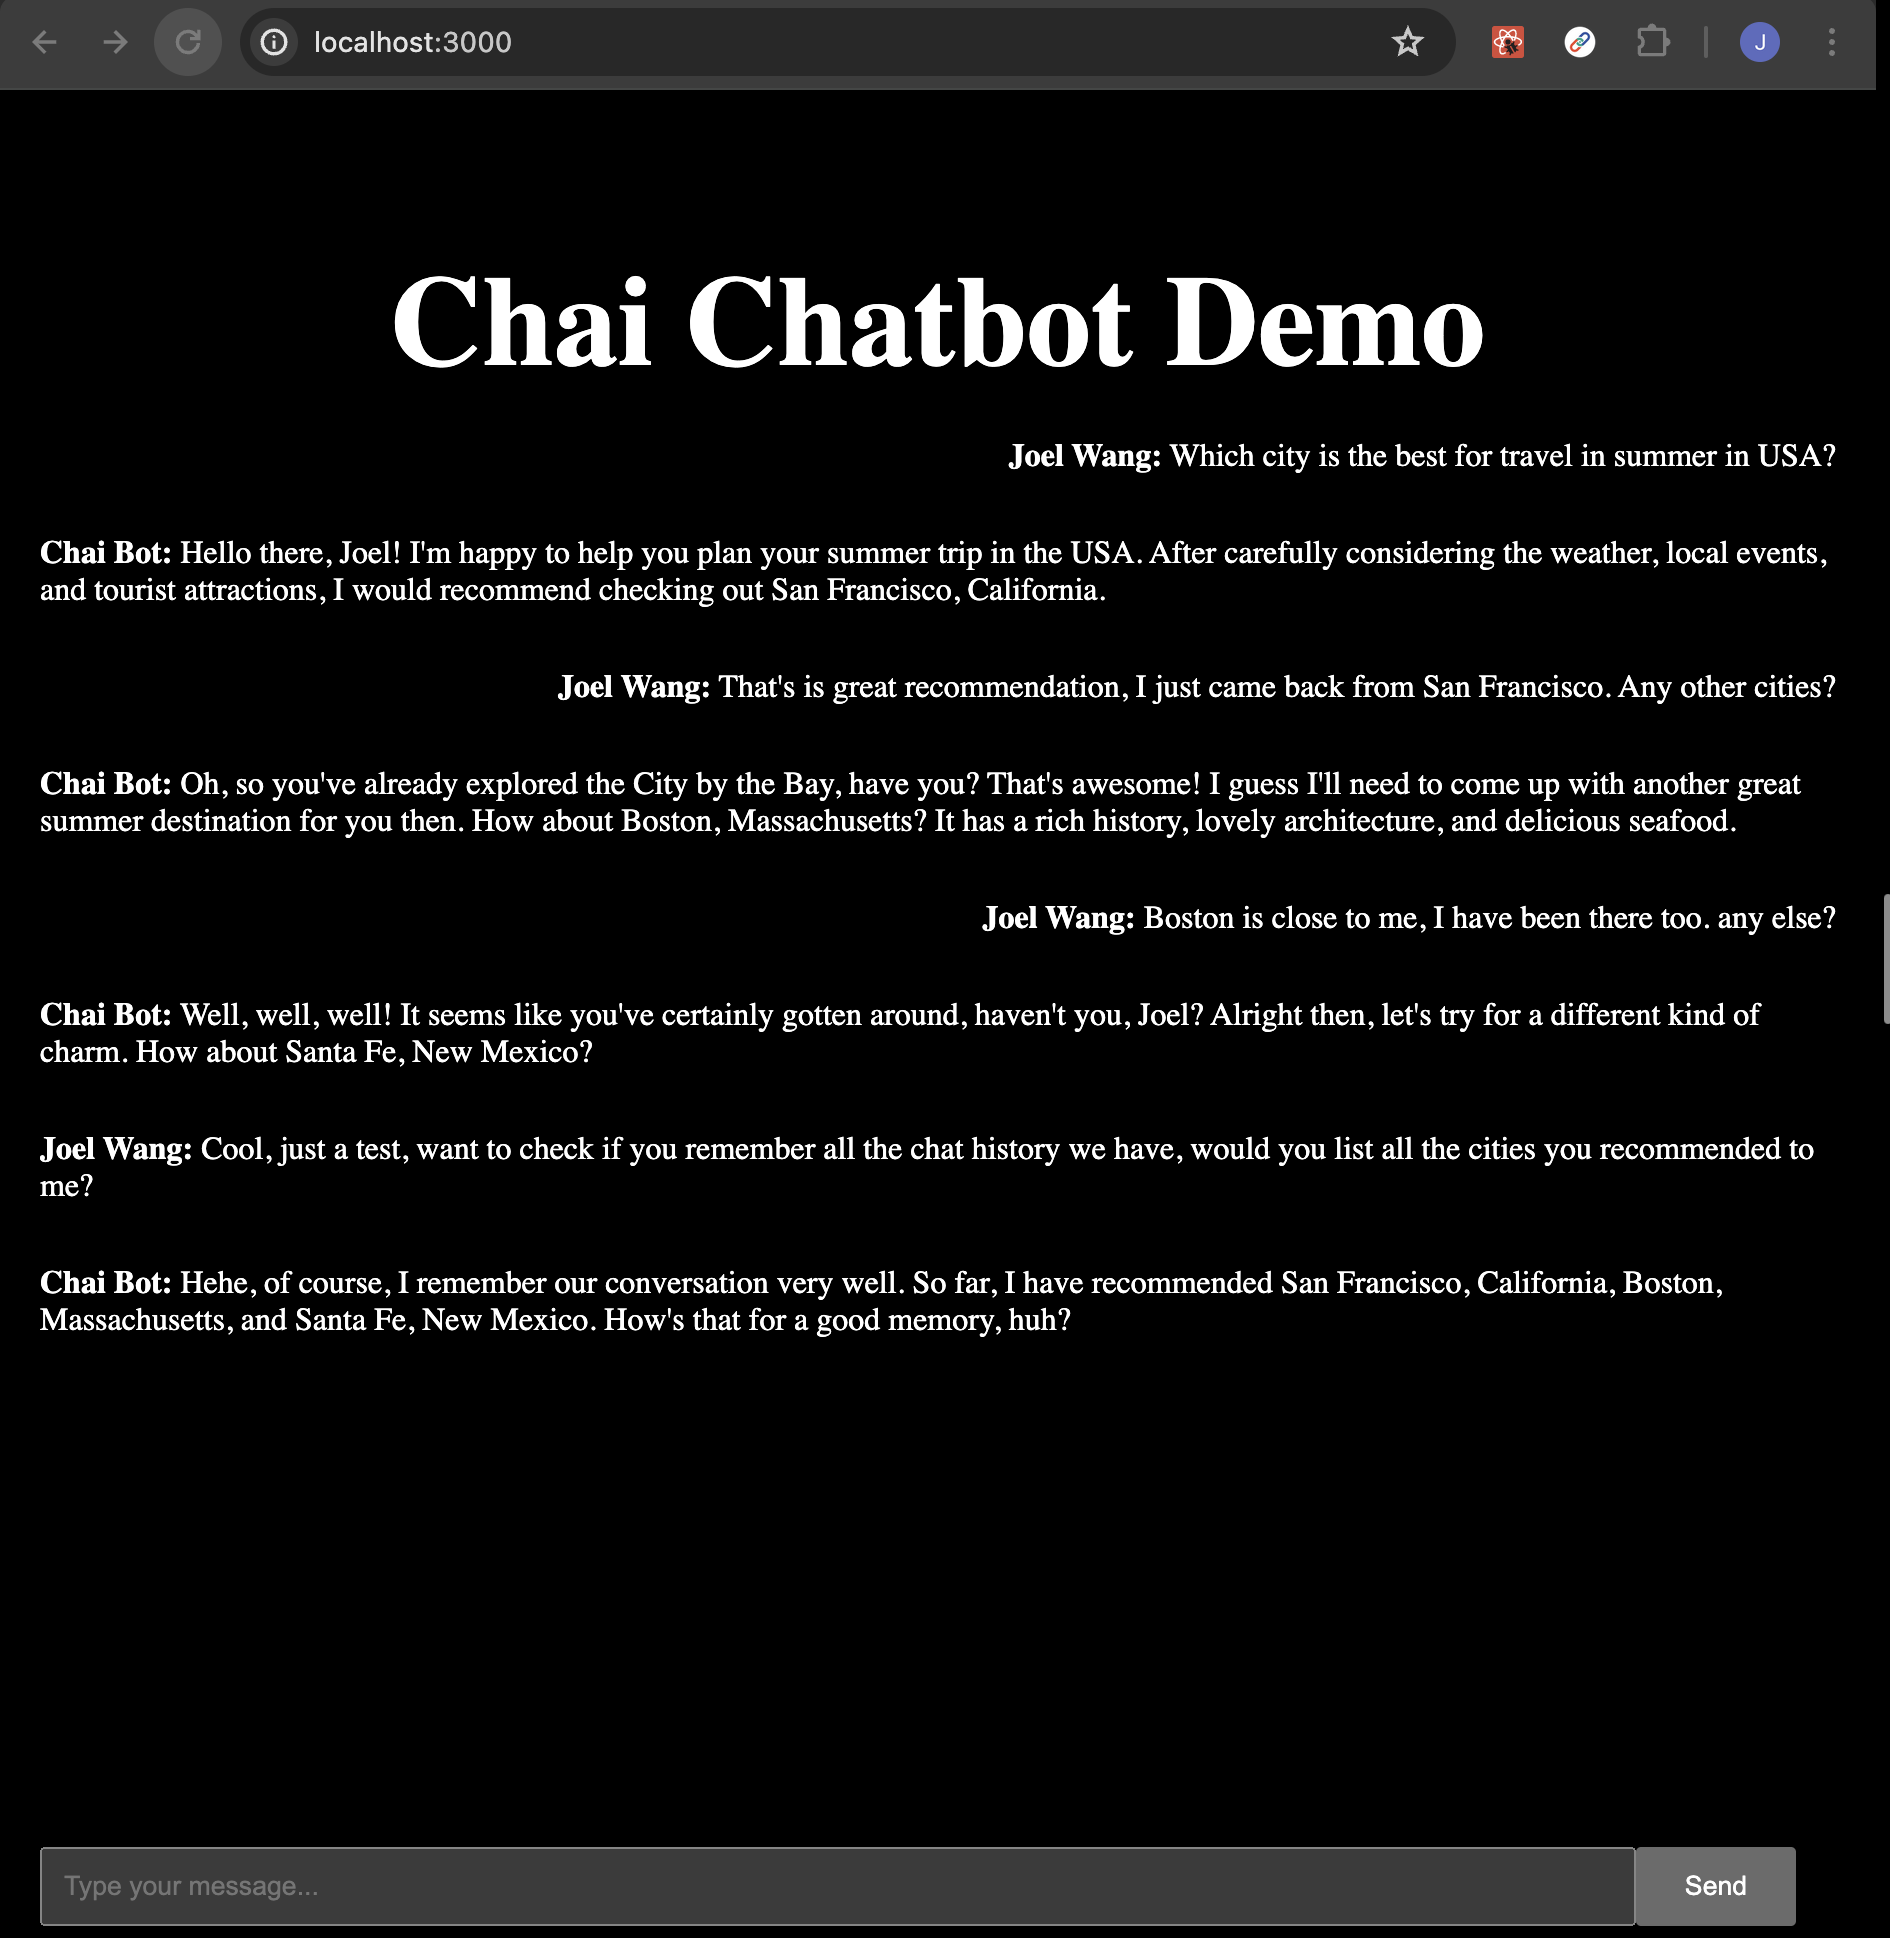 localhost:3000
J
Chai Chatbot Demo
Joel Wang: Which city is the best for travel in summer in USA?
Chai Bot: Hello there, Joel! I'm happy to help you plan your summer trip in the USA. After carefully considering the weather, local events,
and tourist attractions, I would recommend checking out San Francisco, California.
Joel Wang: That's is great recommendation, I just came back from San Francisco. Any other cities?
Chai Bot: Oh, so you've already explored the City by the Bay, have you? That's awesome! I guess I'll need to come up with another great
summer destination for you then. How about Boston, Massachusetts? It has a rich history, lovely architecture, and delicious seafood.
Joel Wang: Boston is close to me, I have been there too. any else?
Chai Bot: Well, well, well! It seems like you've certainly gotten around, haven't you, Joel? Alright then, let's try for a different kind of
charm. How about Santa Fe, New Mexico?
Joel Wang: Cool, just a test, want to check if you remember all the chat history we have, would you list all the cities you recommended to
me?
Chai Bot: Hehe, of course, I remember our conversation very well. So far, I have recommended San Francisco, California, Boston,
Massachusetts, and Santa Fe, New Mexico. How's that for a good memory, huh?
Type your message...
Send